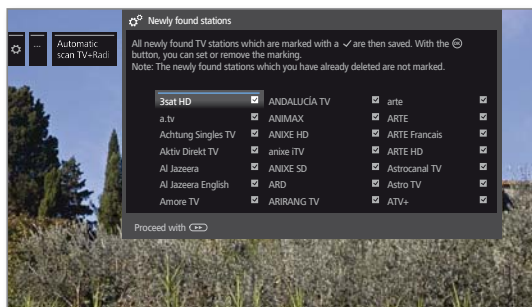 Newly found stations
...
Automatic
scan TV+Radi
All newly found TV stations which are marked with a ✓ are then saved. With the OK
button, you can set or remove the marking.
Note: The newly found stations which you have already deleted are not marked.
3sat HD ANDALUCÍA TV arte
a.tv ANIMAX ARTE
Achtung Singles TV ANIXE HD ARTE Francais
Aktiv Direkt TV anixe iTV ARTE HD
Al Jazeera ANIXE SD Astrocanal TV
Al Jazeera English ARD Astro TV
Amore TV ARIRANG TV ATV+
Proceed with